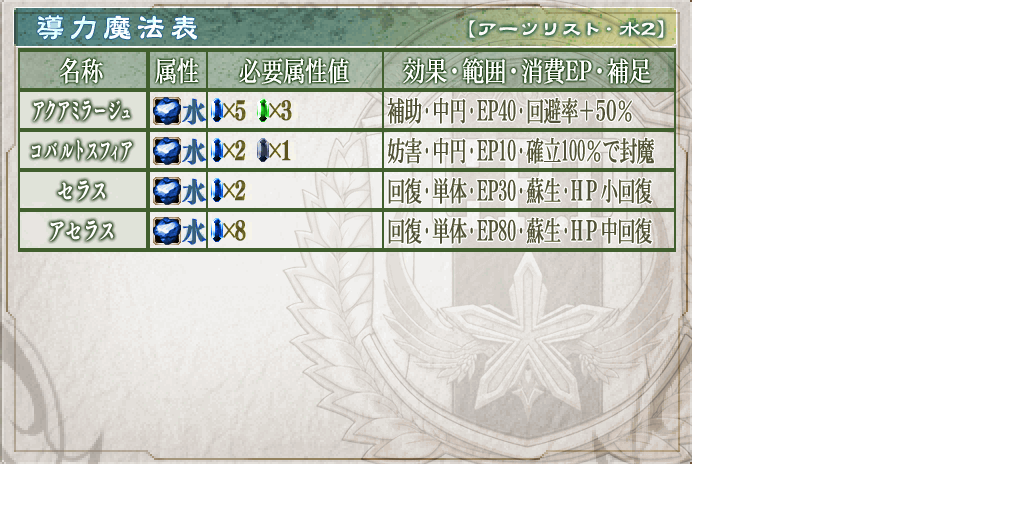 導力魔法表 【アーツリスト・水2】
名称 属性 必要属性値 効果・範囲・消費EP・補足
アクアミラージュ 水 ×5 ×3 補助・中円・EP40・回避率＋50％
コバルトスフィア 水 ×2 ×1 妨害・中円・EP10・確立100％で封魔
セラス 水 ×2 回復・単体・EP30・蘇生・HP小回復
アセラス 水 ×8 回復・単体・EP80・蘇生・HP中回復